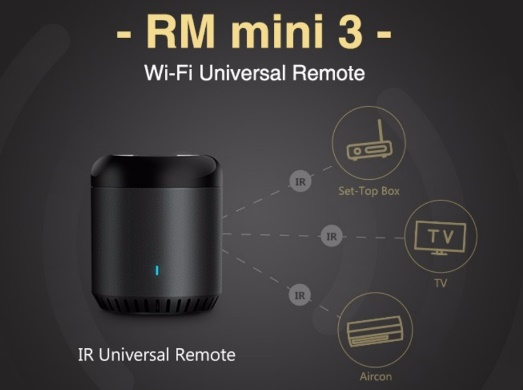 - RM mini 3 -
Wi-Fi Universal Remote
IR
Set-Top Box
IR
TV
TV
IR
Aircon
IR Universal Remote